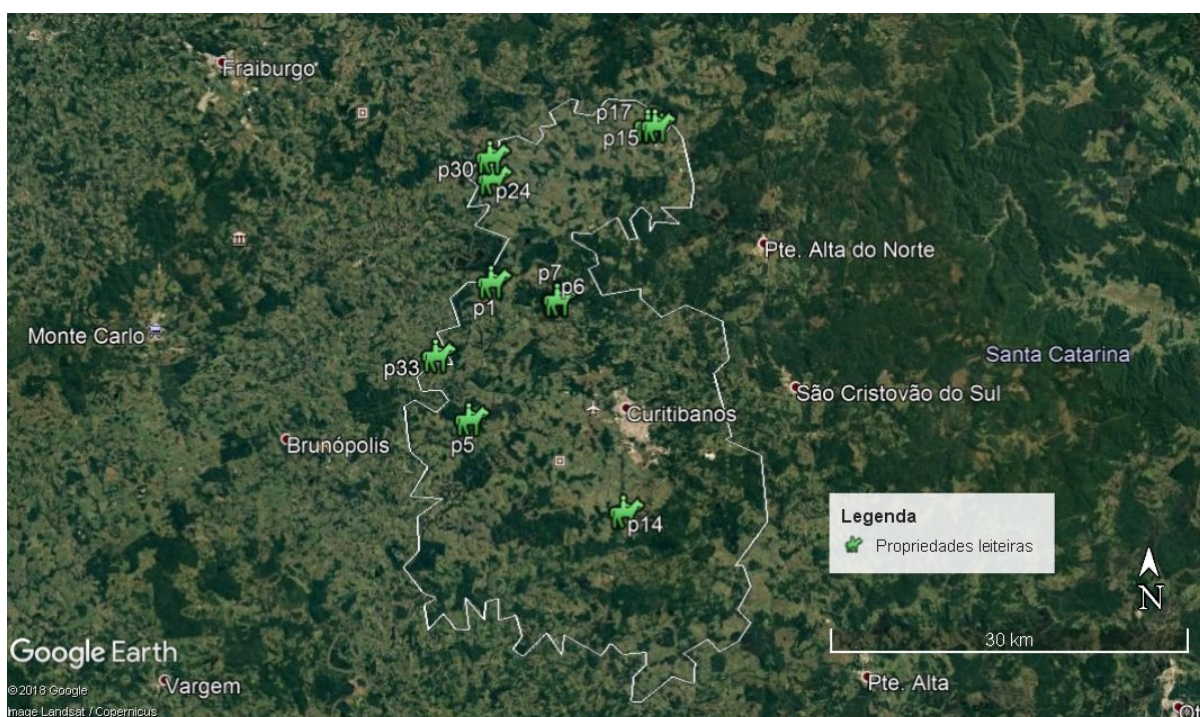 Fraiburgo
p17
p15
p30
p24
Pte. Alta do Norte
p7
p6
p1
Monte Carlo
Santa Catarina
p33
São Cristovão do Sul
Curitibanos
Brunópolis
p5
Legenda
Propriedades leiteiras
p14
N
30 km
Google Earth
©2018 Google
Image Landsat / Copernicus
Vargem
Pte. Alta